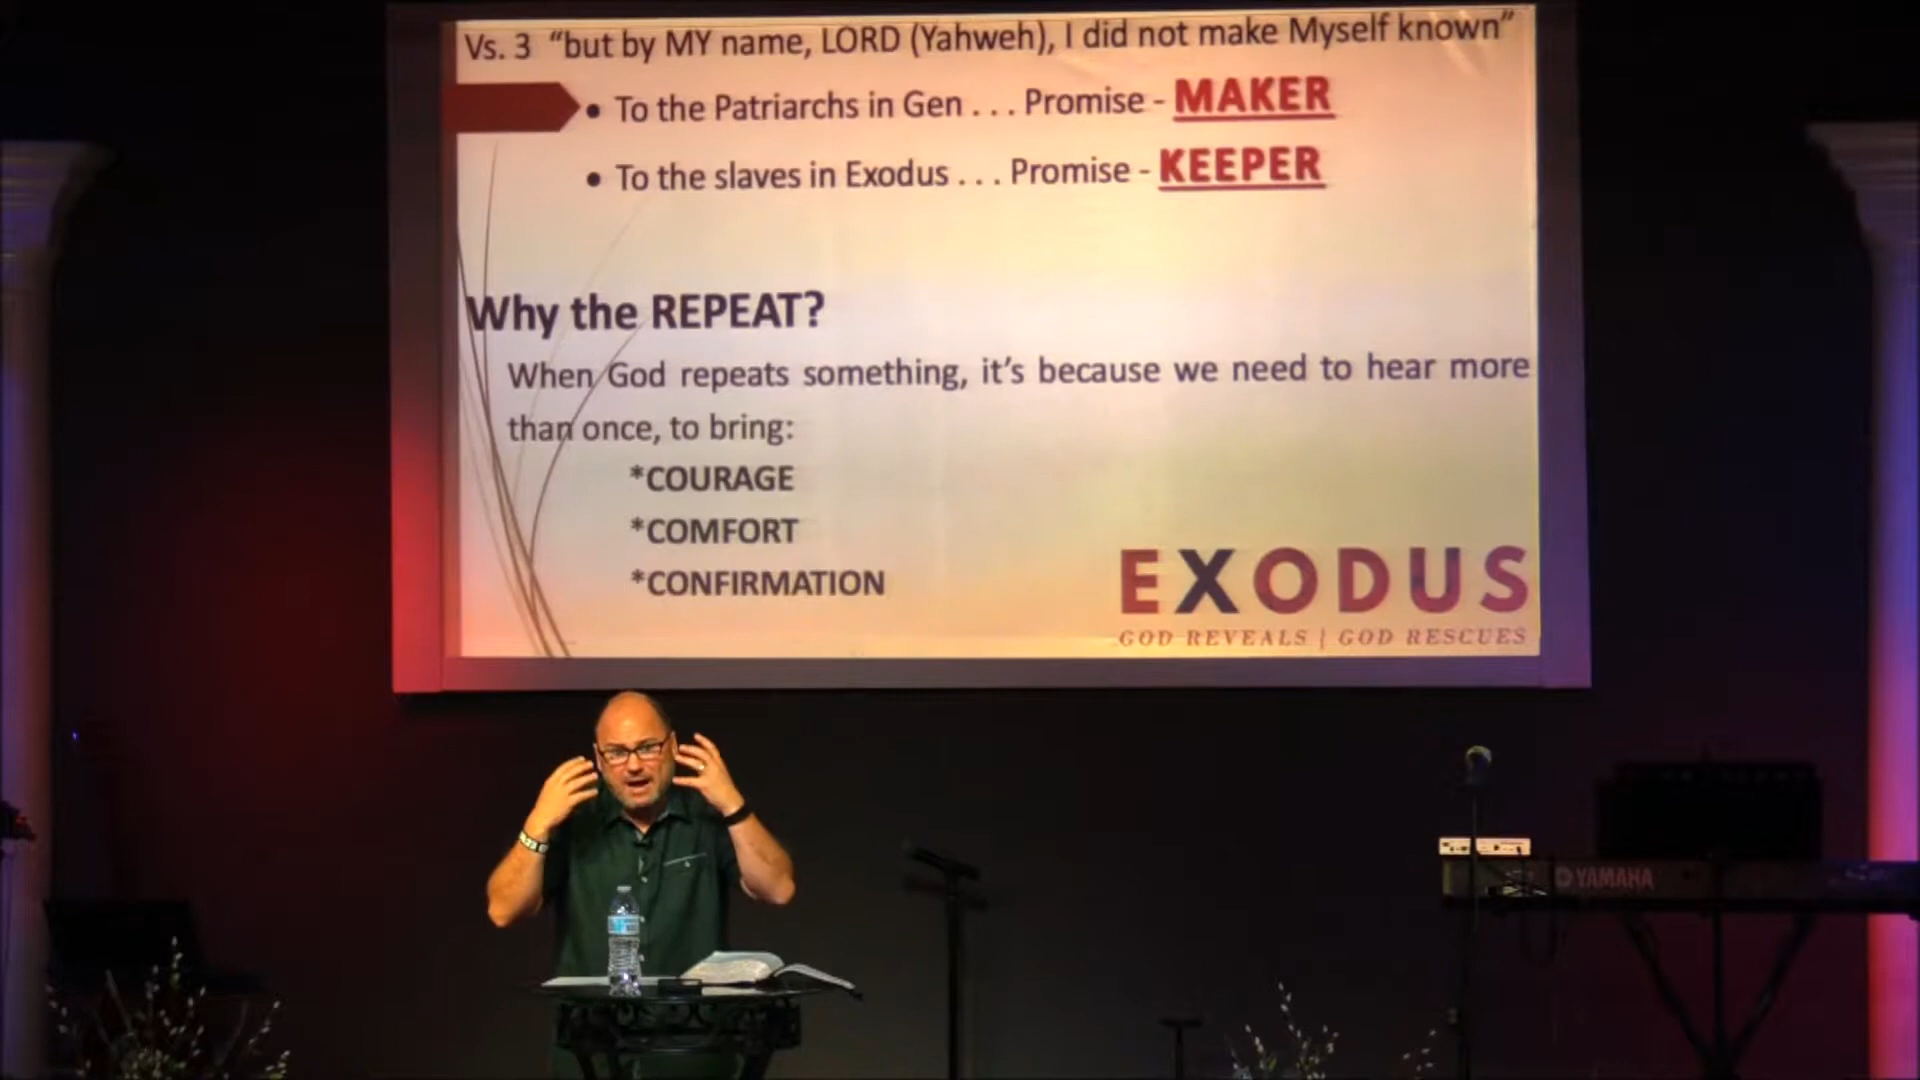 Vs. 3 “but by MY name, LORD (Yahweh), I did not make Myself known”
• To the Patriarchs in Gen . . . Promise - MAKER
• To the slaves in Exodus . . . Promise - KEEPER
Why the REPEAT?
When God repeats something, it’s because we need to hear more
than once, to bring:
*COURAGE
*COMFORT
*CONFIRMATION
EXODUS
GOD REVEALS | GOD RESCUES
YAMAHA